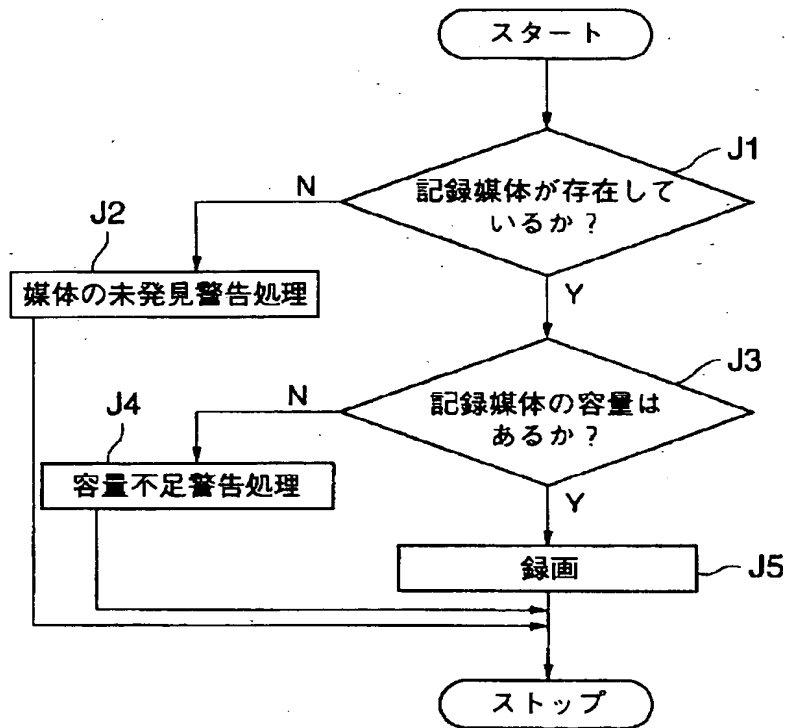 スタート
J1
記録媒体が存在して
いるか？
N
J2
媒体の未発見警告処理
Y
J3
記録媒体の容量は
あるか？
N
J4
容量不足警告処理
Y
録画
J5
ストップ